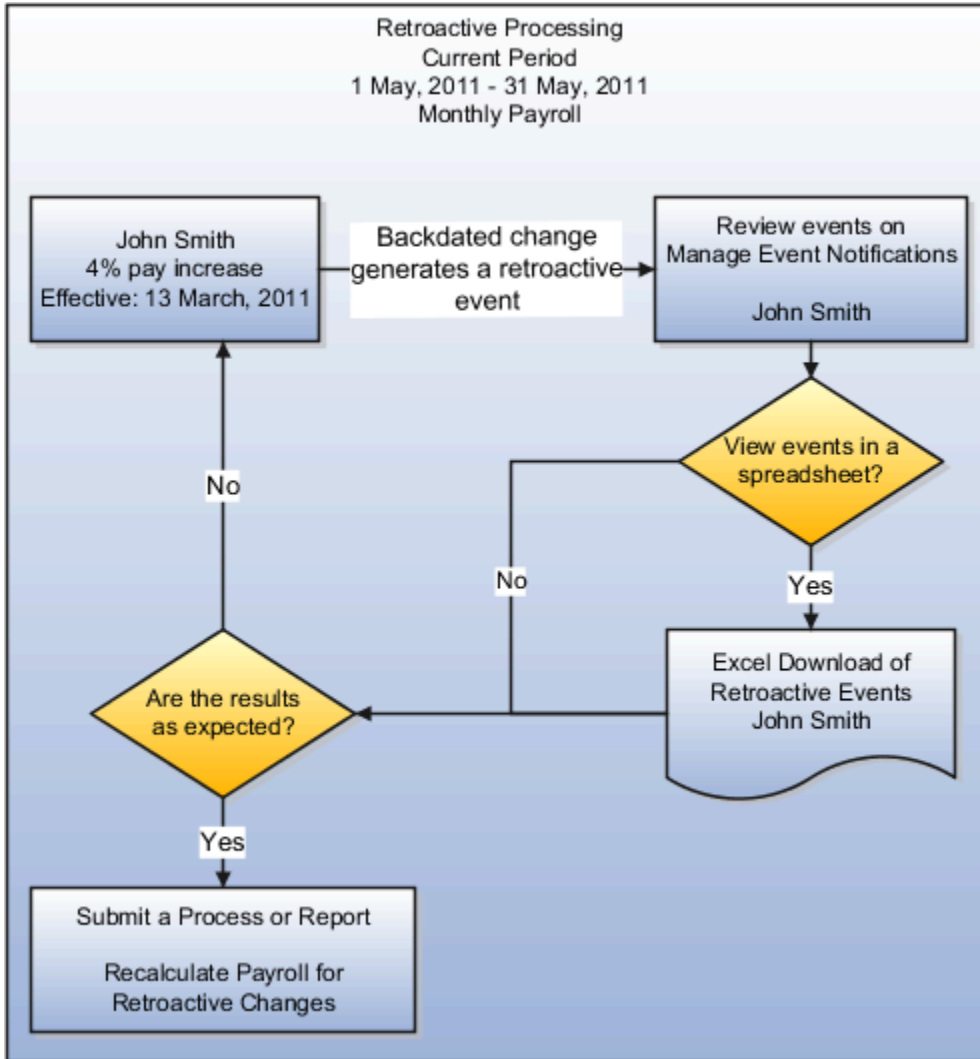 Retroactive Processing
Current Period
1 May, 2011 - 31 May, 2011
Monthly Payroll
John Smith
4% pay increase
Effective: 13 March, 2011
Backdated change
generates a retroactive
event
Review events on
Manage Event Notifications
John Smith
View events in a
spreadsheet?
No
Yes
Excel Download of
Retroactive Events
John Smith
Are the results
as expected?
No
Yes
Submit a Process or Report
Recalculate Payroll for
Retroactive Changes